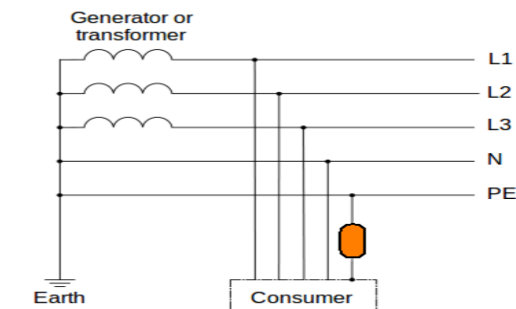 Generator or
transformer
L1
L2
L3
N
PE
Earth
Consumer